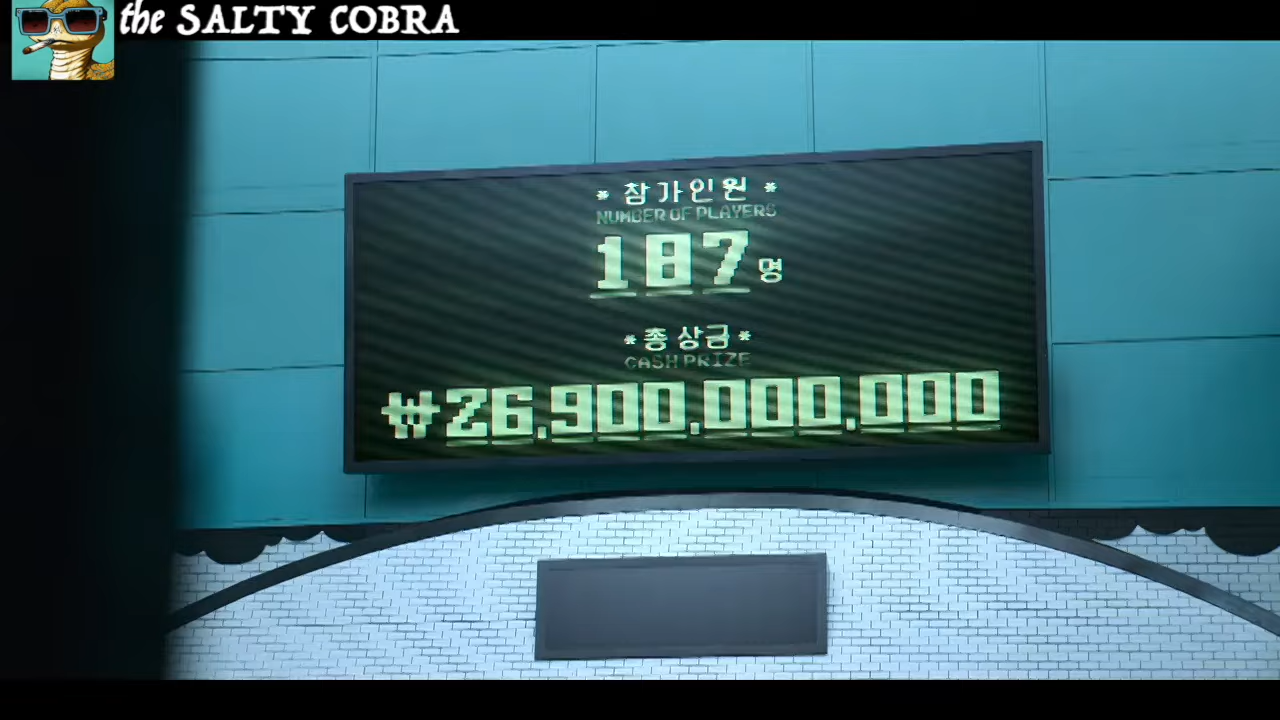 the SALTY COBRA
* 참가인원 *
NUMBER OF PLAYERS
187명
*총상금*
CASH PRIZE
₩26,900,000,000